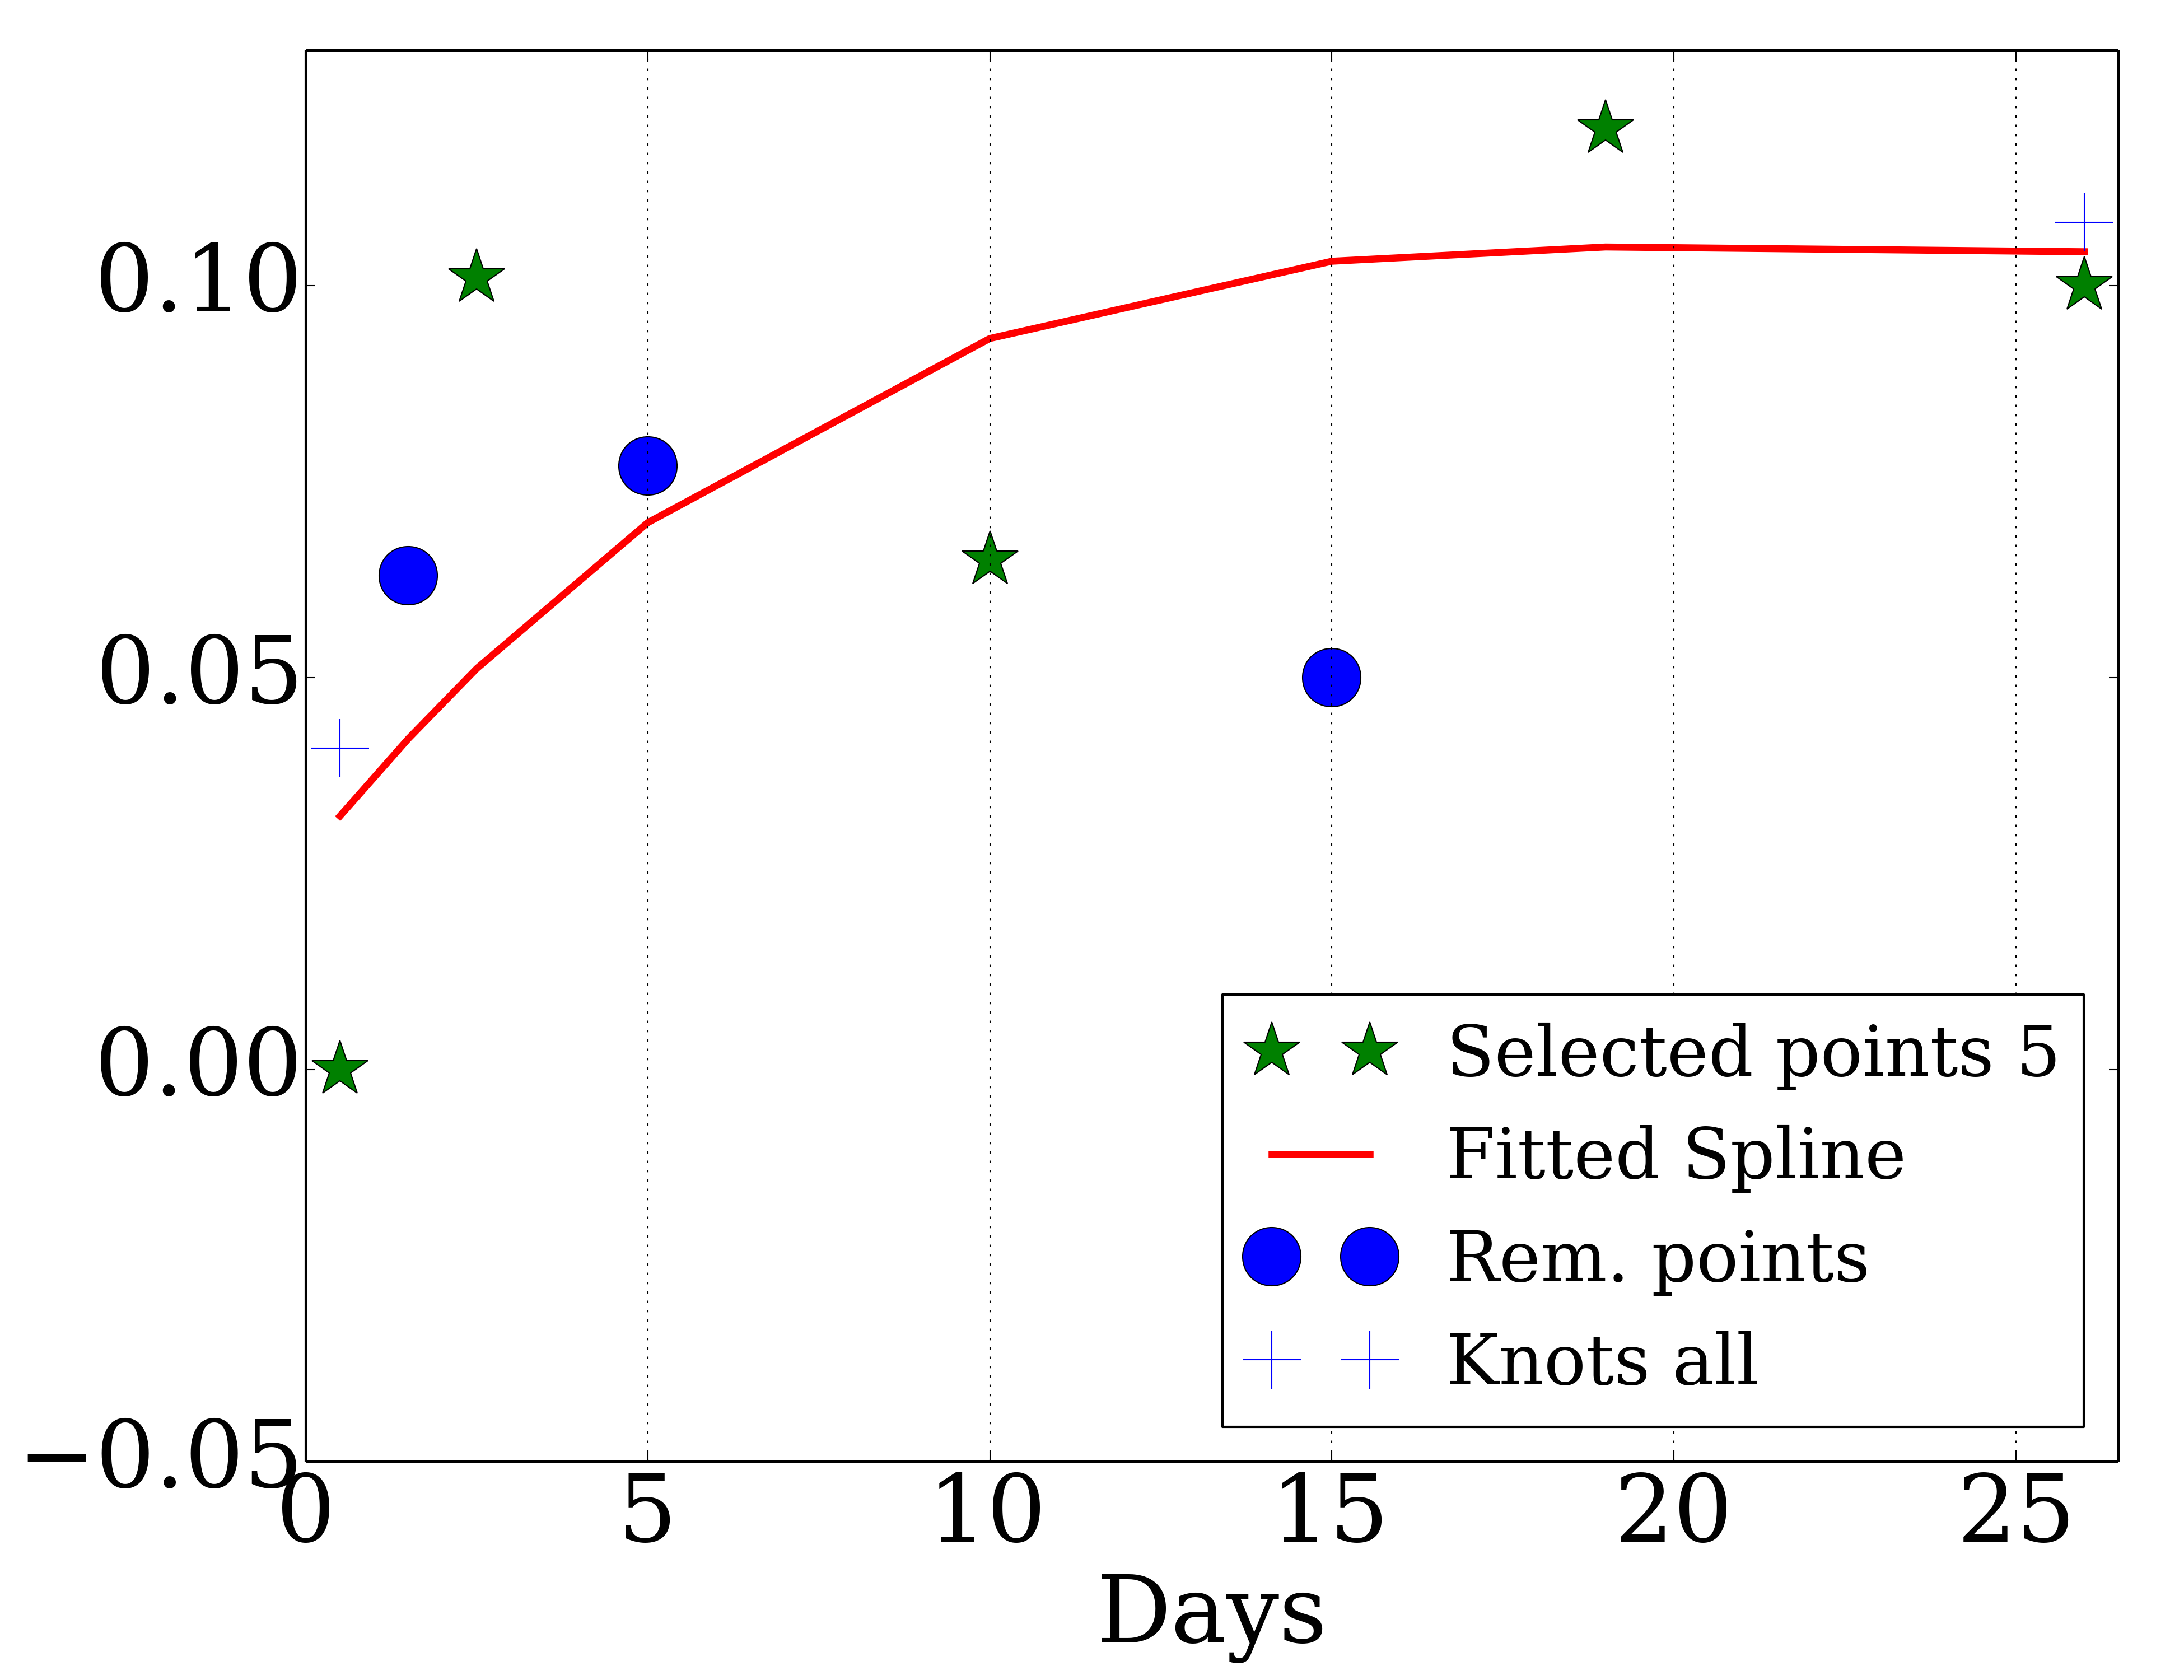 0.10
0.05
0.00
−0.05
0 5 10 15 20 25
Days
Selected points 5
Fitted Spline
Rem. points
Knots all